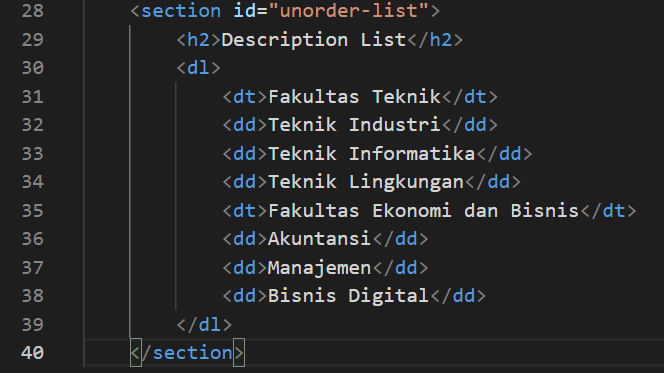 28 <section id="unorder-list">
29 <h2>Description List</h2>
30 <dl>
31 <dt>Fakultas Teknik</dt>
32 <dd>Teknik Industri</dd>
33 <dd>Teknik Informatika</dd>
34 <dd>Teknik Lingkungan</dd>
35 <dt>Fakultas Ekonomi dan Bisnis</dt>
36 <dd>Akuntansi</dd>
37 <dd>Manajemen</dd>
38 <dd>Bisnis Digital</dd>
39 </dl>
40 </section>